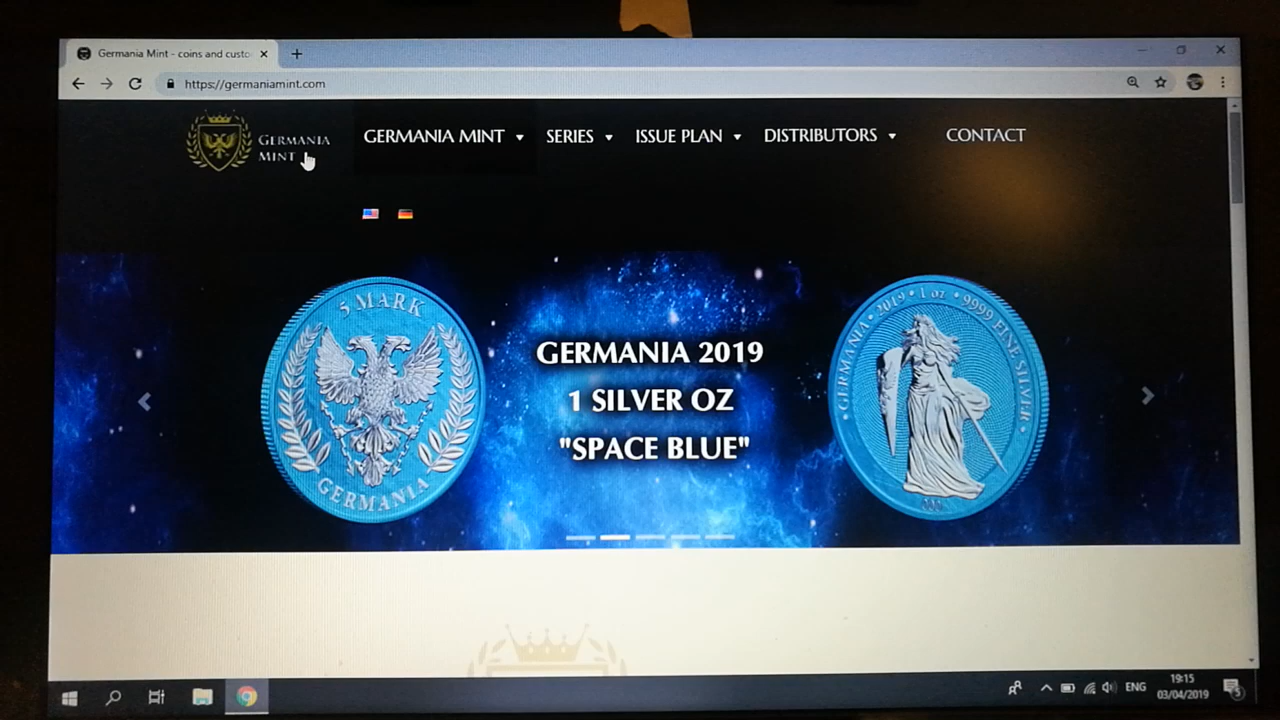 Germania Mint - coins and custo
https://germaniamint.com
GERMANIA
MINT
GERMANIA MINT
SERIES
ISSUE PLAN
DISTRIBUTORS
CONTACT
5 MARK
GERMANIA
GERMANIA 2019
1 SILVER OZ
"SPACE BLUE"
GERMANIA • 2019 • 1 oz • 9999 FINE SILVER •
ENG
19:15
03/04/2019
5